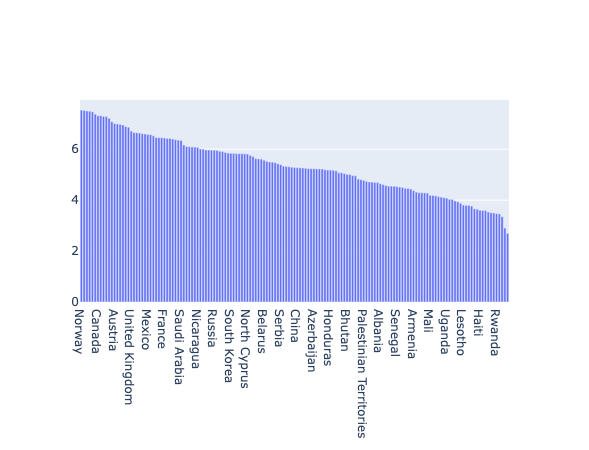 6
4
2
0
Norway
Canada
Austria
United Kingdom
Mexico
France
Saudi Arabia
Nicaragua
Russia
South Korea
North Cyprus
Belarus
Serbia
China
Azerbaijan
Honduras
Bhutan
Palestinian Territories
Albania
Senegal
Armenia
Mali
Uganda
Lesotho
Haiti
Rwanda